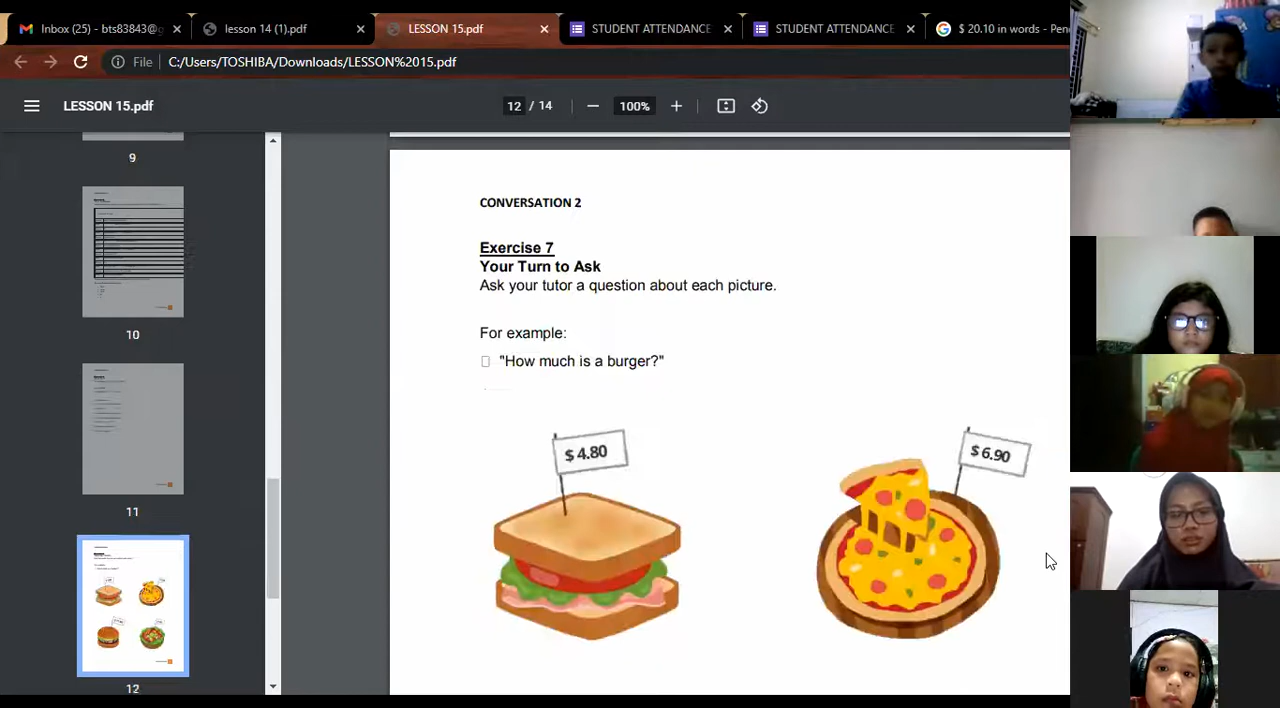 Inbox (25) - bts83843@g
lesson 14 (1).pdf
LESSON 15.pdf
STUDENT ATTENDANCE
STUDENT ATTENDANCE
$ 20.10 in words - Pen
File
C:/Users/TOSHIBA/Downloads/LESSON%2015.pdf
LESSON 15.pdf
12 / 14
100%
9
10
11
12
CONVERSATION 2
Exercise 7
Your Turn to Ask
Ask your tutor a question about each picture.
For example:
"How much is a burger?"
$ 4.80
$ 6.90